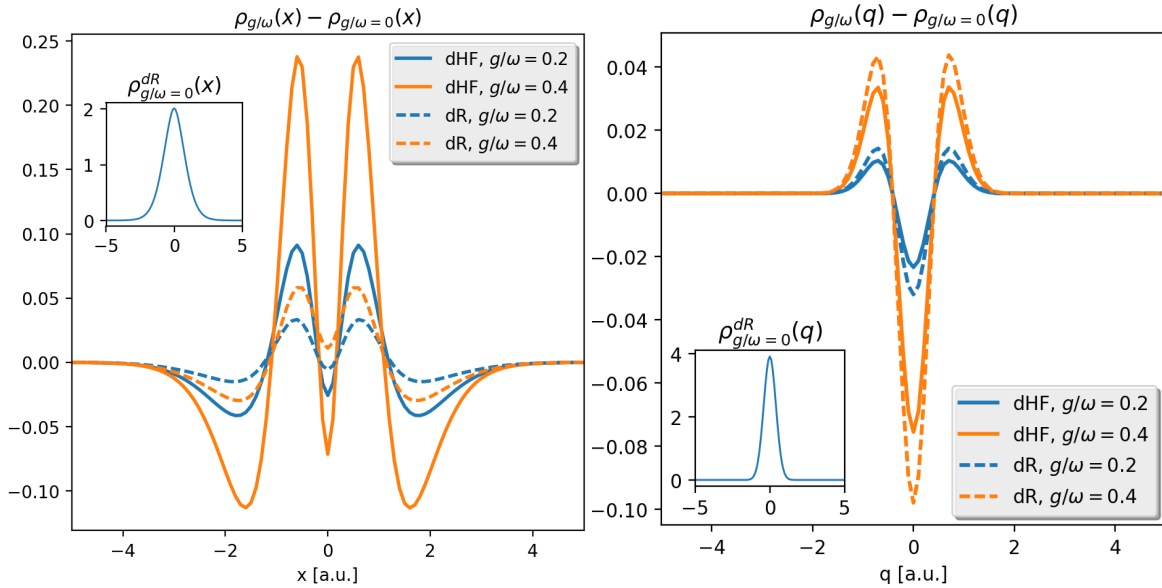 ρg/ω(x) − ρg/ω=0(x)
0.25
0.20
0.15
0.10
0.05
0.00
−0.05
−0.10
−4
−2
0
2
4
x [a.u.]
dHF, g/ω = 0.2
dHF, g/ω = 0.4
dR, g/ω = 0.2
dR, g/ω = 0.4
ρ^dR_g/ω=0(x)
2
1
0
−5
0
5
ρg/ω(q) − ρg/ω=0(q)
0.04
0.02
0.00
−0.02
−0.04
−0.06
−0.08
−0.10
−4
−2
0
2
4
q [a.u.]
ρ^dR_g/ω=0(q)
4
2
0
−5
0
5
dHF, g/ω = 0.2
dHF, g/ω = 0.4
dR, g/ω = 0.2
dR, g/ω = 0.4